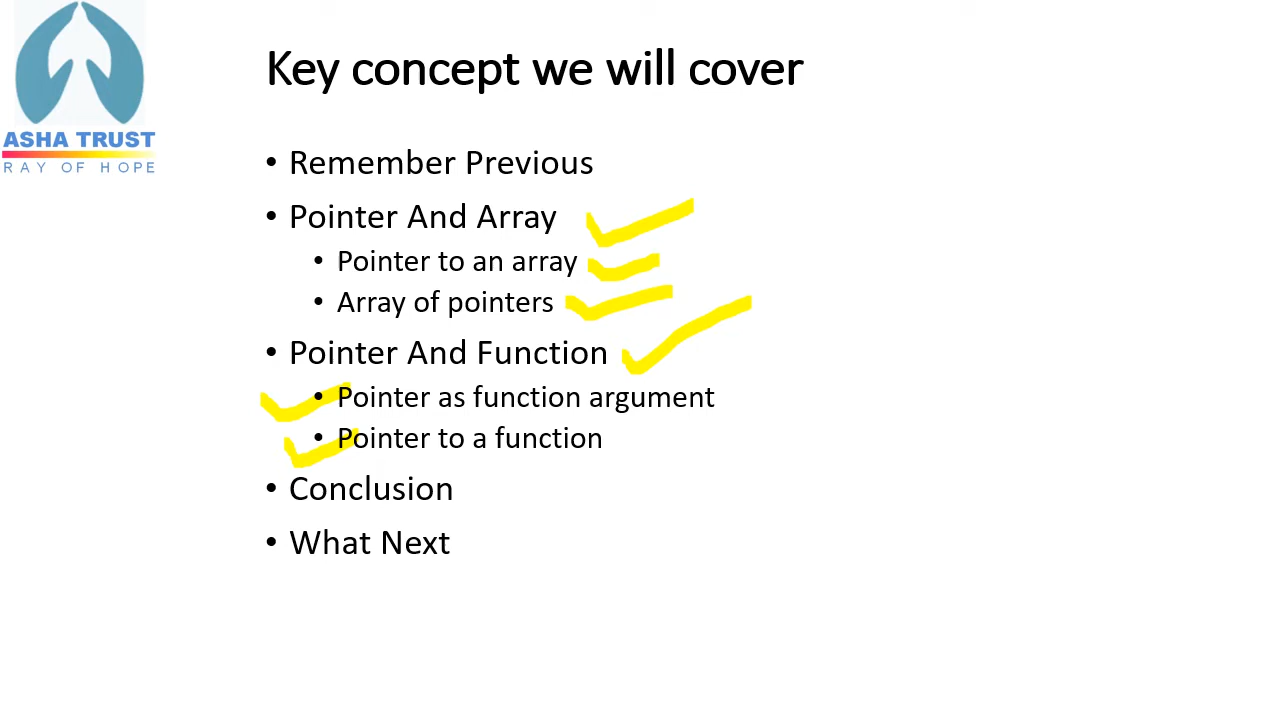 ASHA TRUST
RAY OF HOPE
Key concept we will cover
• Remember Previous
• Pointer And Array
• Pointer to an array
• Array of pointers
• Pointer And Function
• Pointer as function argument
• Pointer to a function
• Conclusion
• What Next